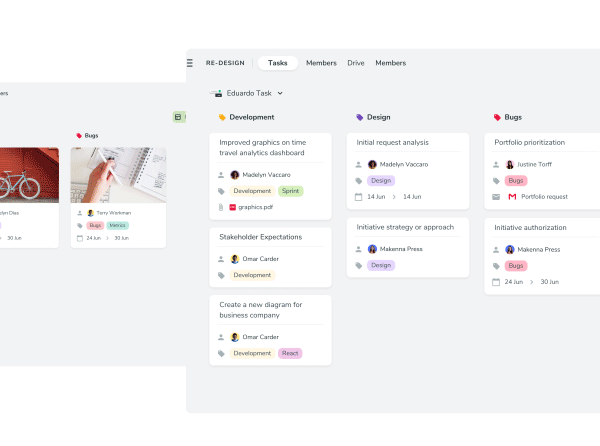 bers
Bugs
lyn Dias
30 Jun
Terry Workman
Bugs
Metrics
24 Jun
30 Jun
RE-DESIGN
Tasks
Members
Drive
Members
Eduardo Task
Development
Improved graphics on time
travel analytics dashboard
Madelyn Vaccaro
Development
Sprint
graphics.pdf
Stakeholder Expectations
Omar Carder
Development
Create a new diagram for
business company
Omar Carder
Development
React
Design
Initial request analysis
Madelyn Vaccaro
Design
14 Jun
14 Jun
Initiative strategy or approach
Makenna Press
Design
Bugs
Portfolio prioritization
Justine Torff
Bugs
Portfolio request
Initiative authorization
Makenna Press
Bugs
24 Jun
30 Jun